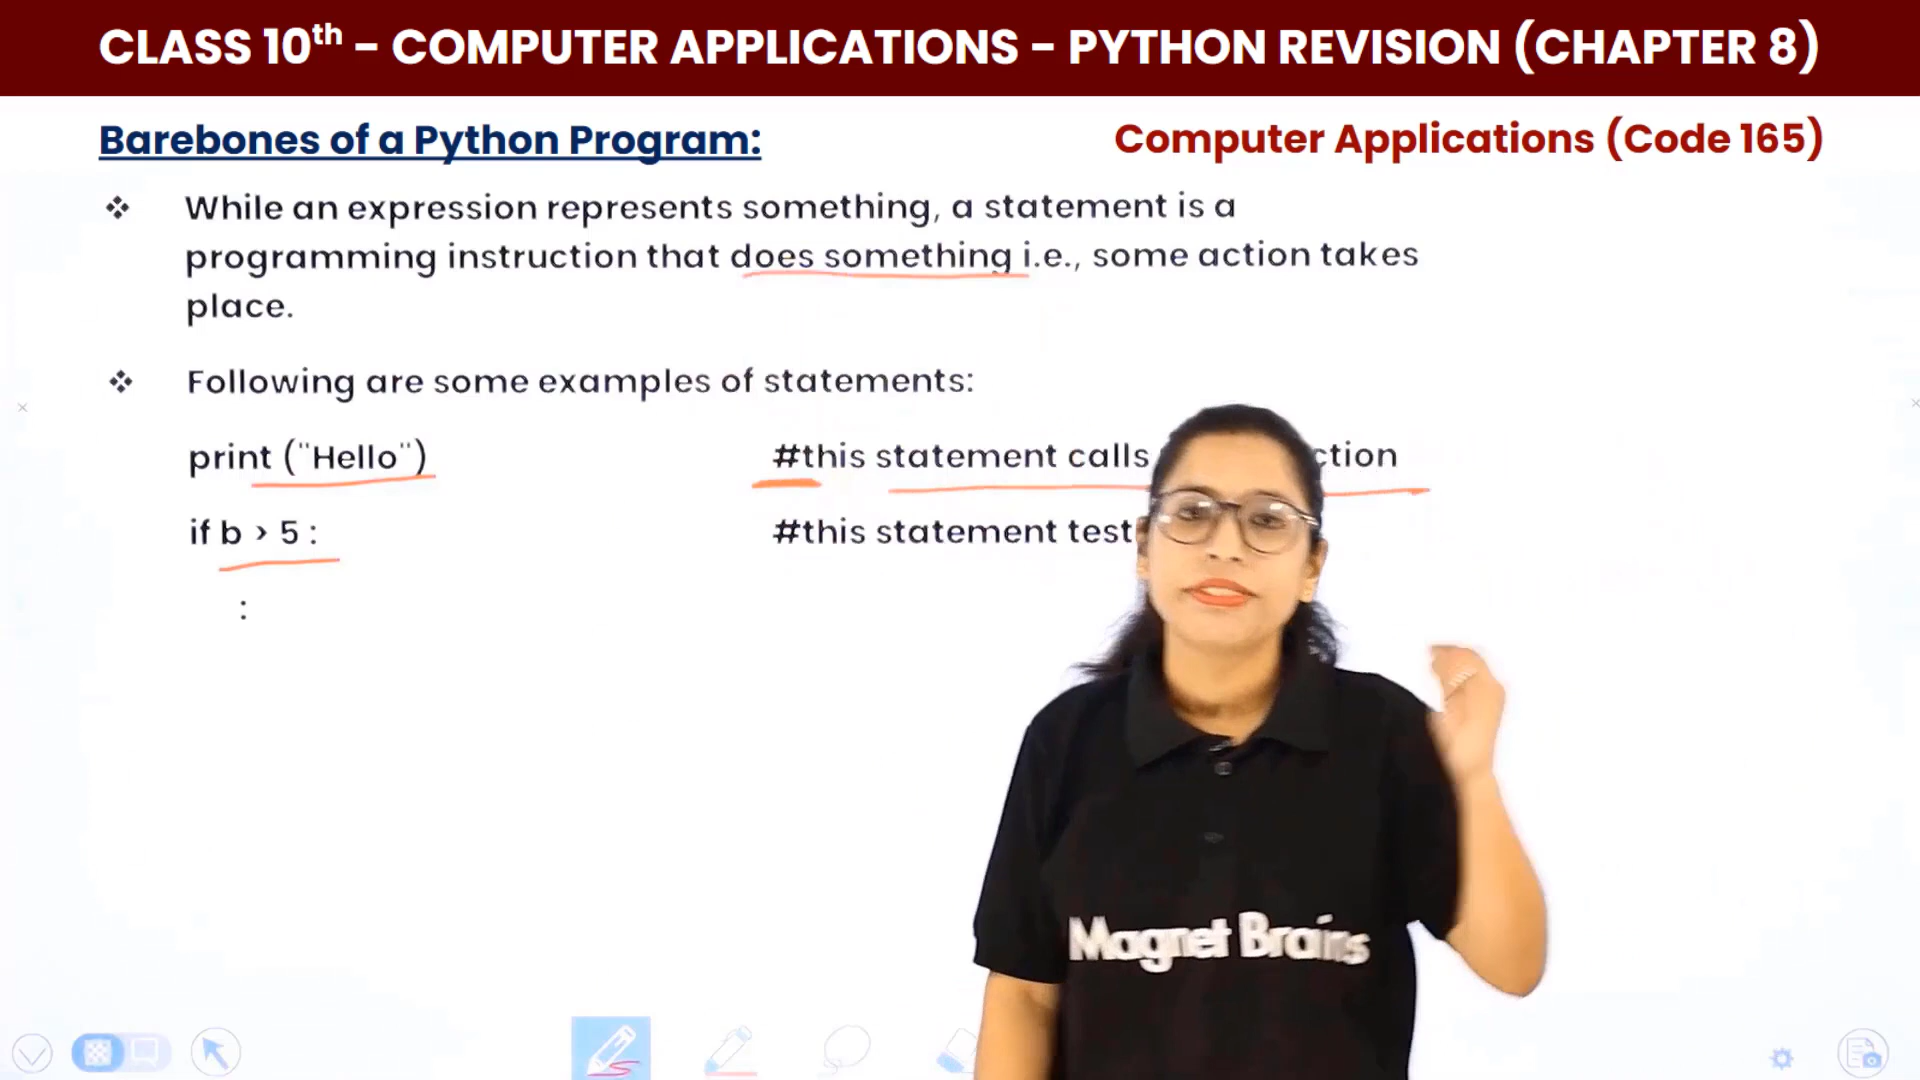 CLASS 10th – COMPUTER APPLICATIONS – PYTHON REVISION (CHAPTER 8)
Barebones of a Python Program:
Computer Applications (Code 165)
❖ While an expression represents something, a statement is a
programming instruction that does something i.e., some action takes
place.
❖ Following are some examples of statements:
print ("Hello") #this statement calls ction
if b > 5 : #this statement test
:
Magnet Brains